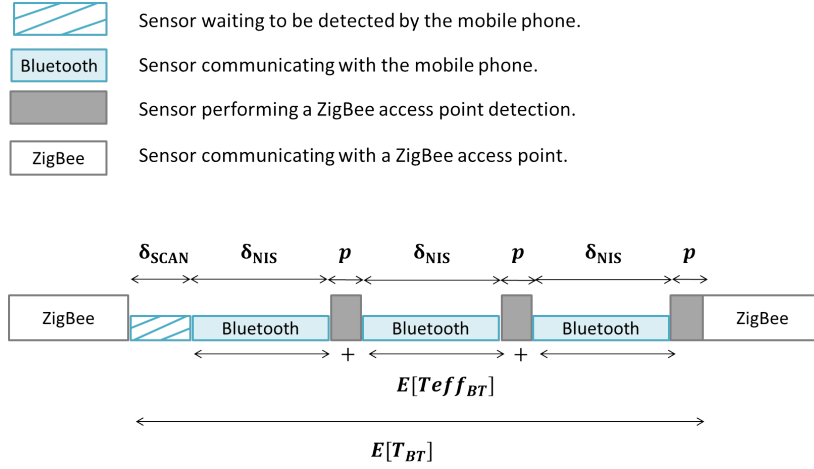 Sensor waiting to be detected by the mobile phone.
Bluetooth Sensor communicating with the mobile phone.
Sensor performing a ZigBee access point detection.
ZigBee Sensor communicating with a ZigBee access point.
δSCAN δNIS p δNIS p δNIS p
ZigBee Bluetooth Bluetooth Bluetooth ZigBee
+ +
E[TeffBT]
E[TBT]